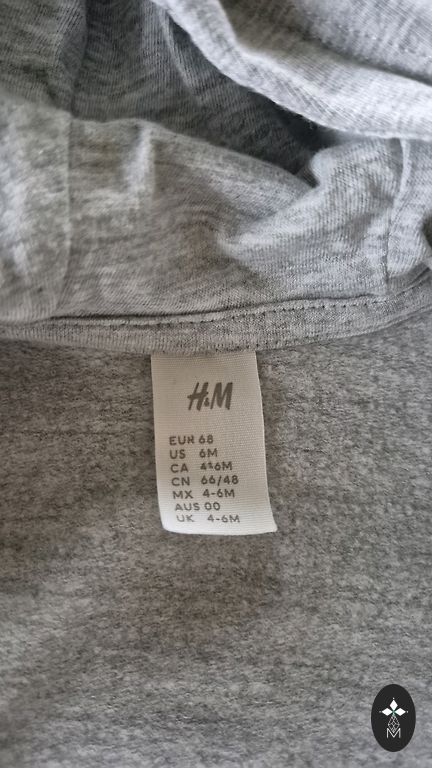 H&M
EUR 68
US 6M
CA 4-6M
CN 66/48
MX 4-6M
AUS 00
UK 4-6M
M